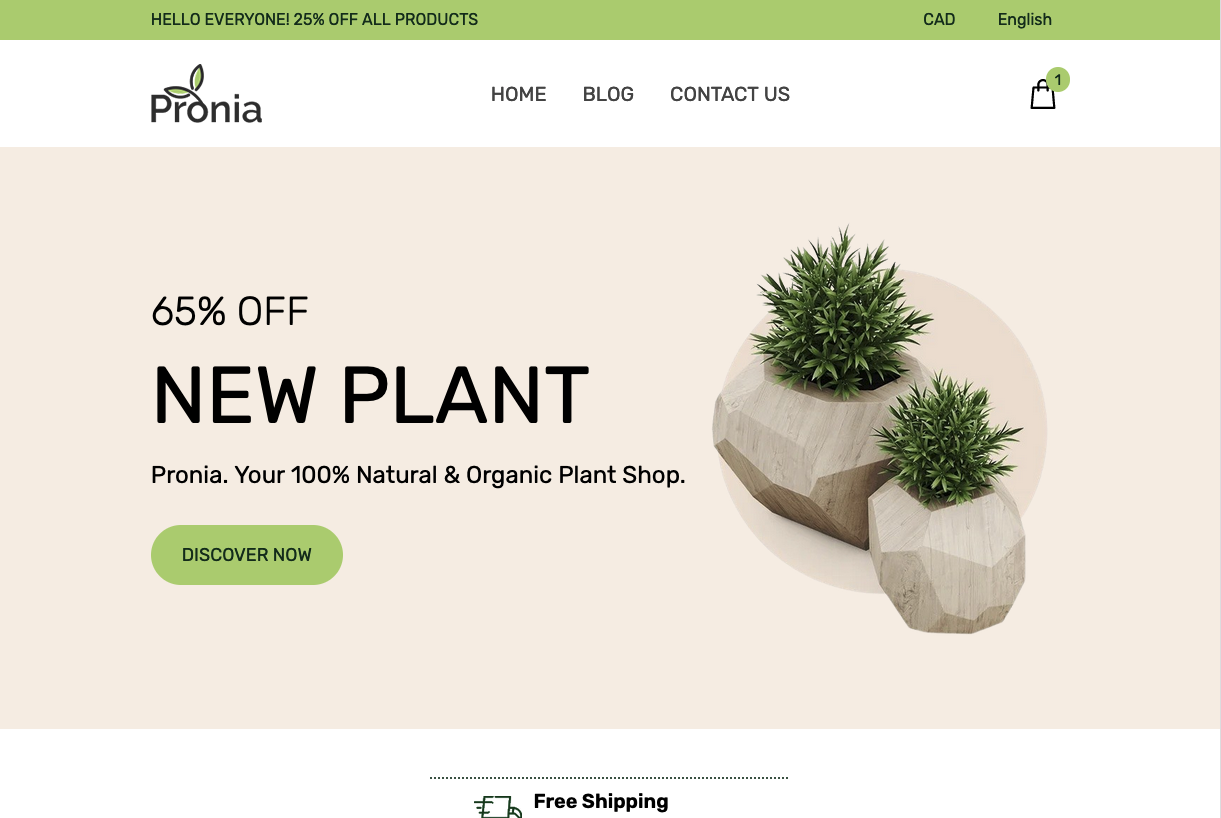 HELLO EVERYONE! 25% OFF ALL PRODUCTS CAD English
Pronia HOME BLOG CONTACT US 1
65% OFF
NEW PLANT
Pronia. Your 100% Natural & Organic Plant Shop.
DISCOVER NOW
Free Shipping